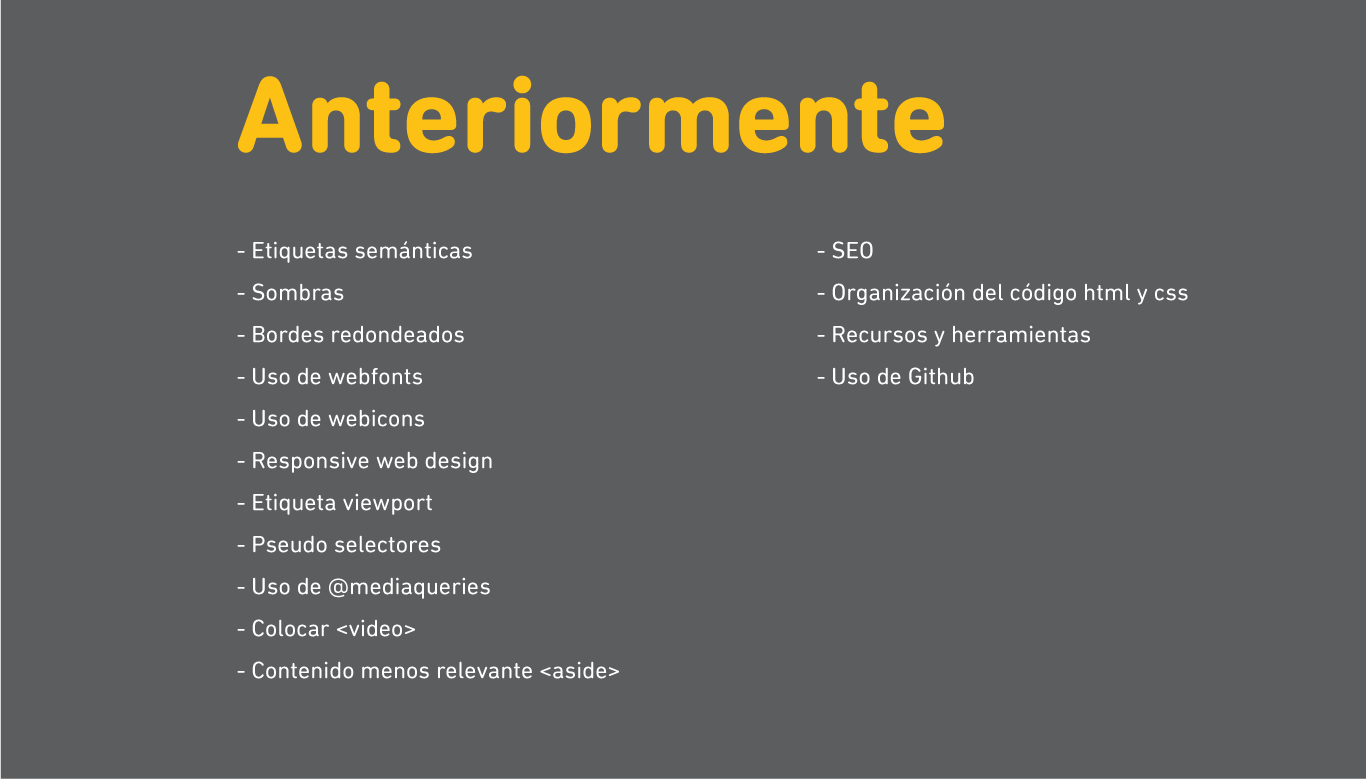 Anteriormente
- Etiquetas semánticas
- Sombras
- Bordes redondeados
- Uso de webfonts
- Uso de webicons
- Responsive web design
- Etiqueta viewport
- Pseudo selectores
- Uso de @mediaqueries
- Colocar <video>
- Contenido menos relevante <aside>
- SEO
- Organización del código html y css
- Recursos y herramientas
- Uso de Github